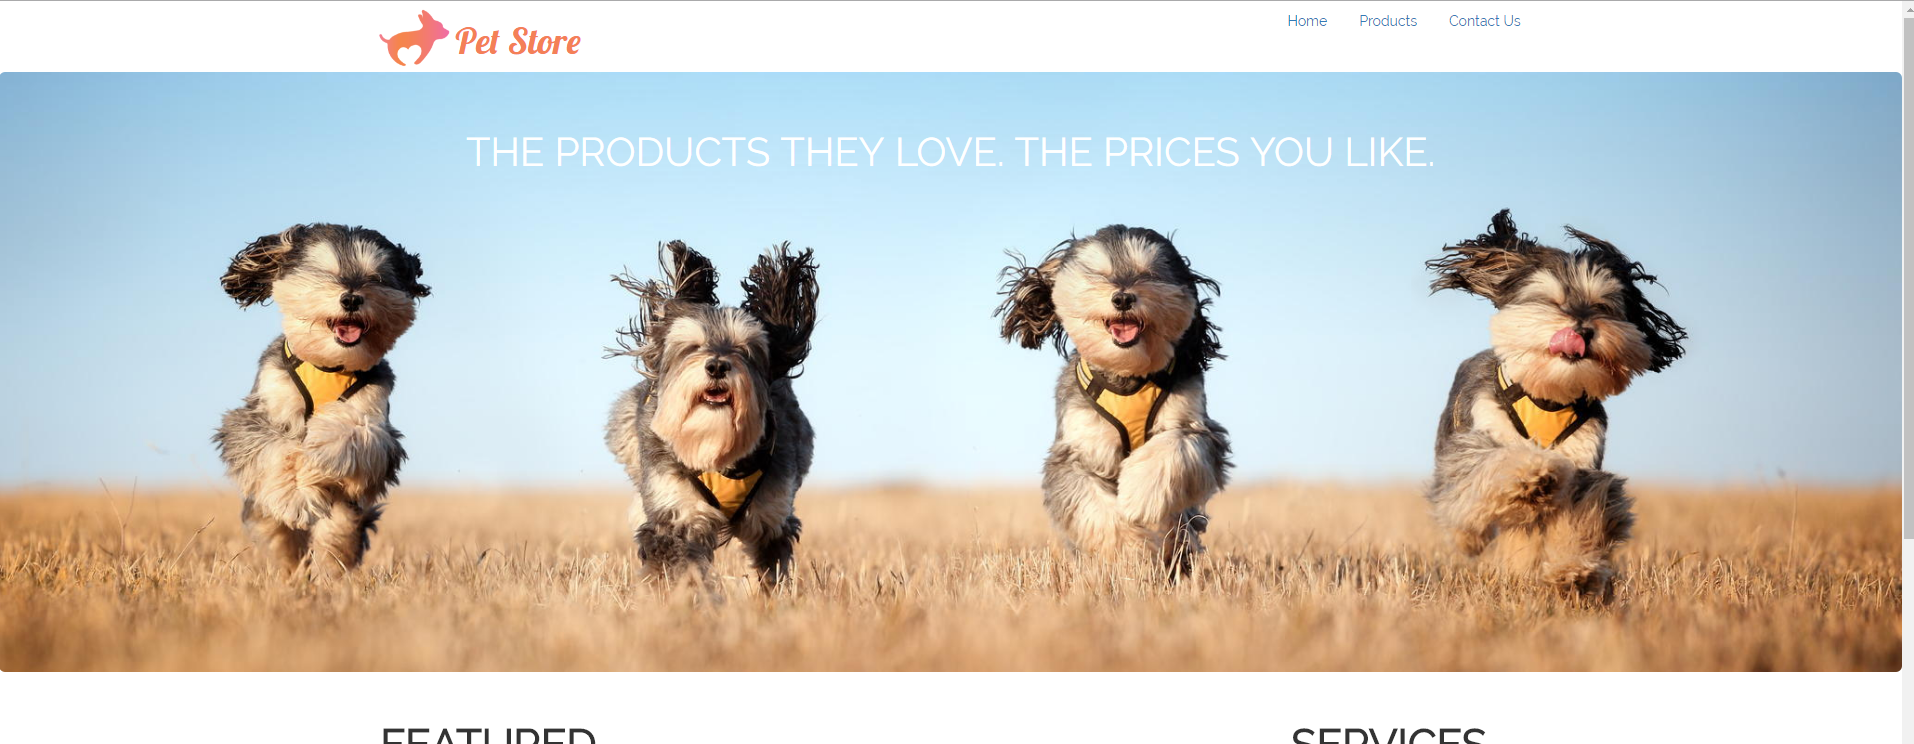 Pet Store
Home Products Contact Us
THE PRODUCTS THEY LOVE. THE PRICES YOU LIKE.
FEATURED
SERVICES